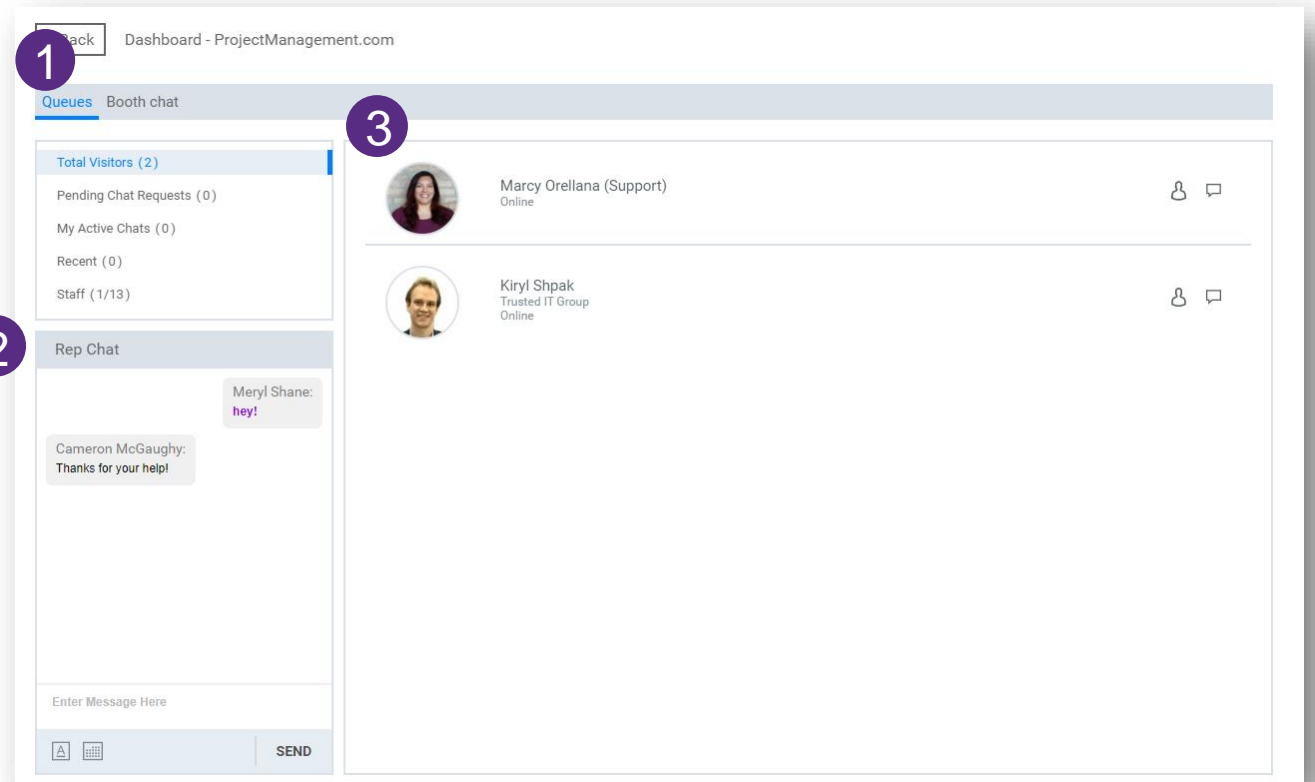 Back Dashboard - ProjectManagement.com
1
Queues Booth chat
3
Total Visitors (2)
Pending Chat Requests (0)
My Active Chats (0)
Recent (0)
Staff (1/13)
Marcy Orellana (Support)
Online
Kiryl Shpak
Trusted IT Group
Online
2
Rep Chat
Meryl Shane:
hey!
Cameron McGaughy:
Thanks for your help!
Enter Message Here
A
SEND